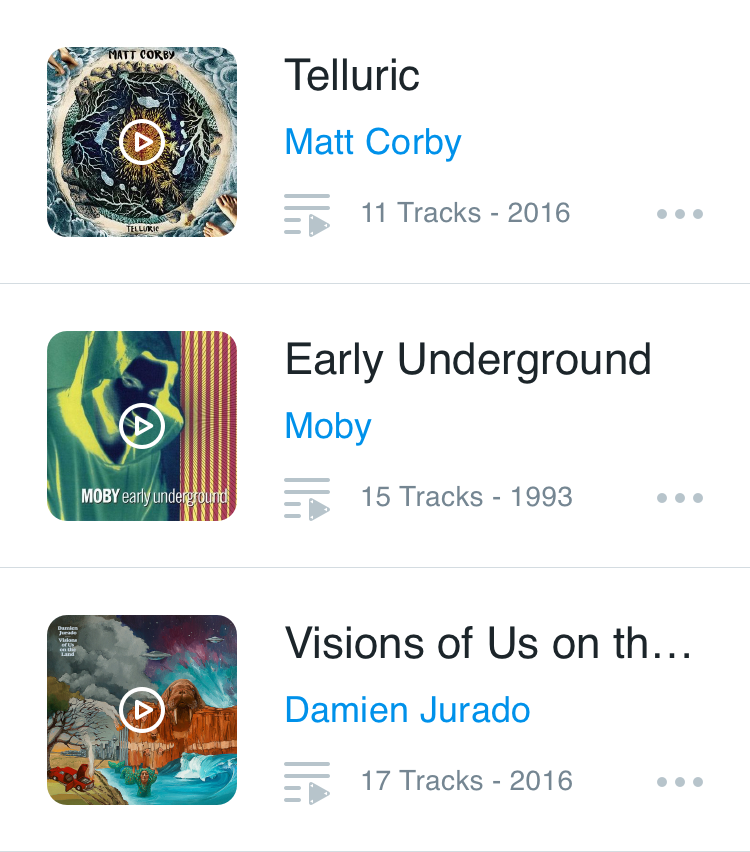 MATT CORBY
TELLURIC
Telluric
Matt Corby
11 Tracks - 2016
MOBY early underground
Early Underground
Moby
15 Tracks - 1993
Damien
Jurado
Visions
of Us
on the
Land
Visions of Us on th...
Damien Jurado
17 Tracks - 2016